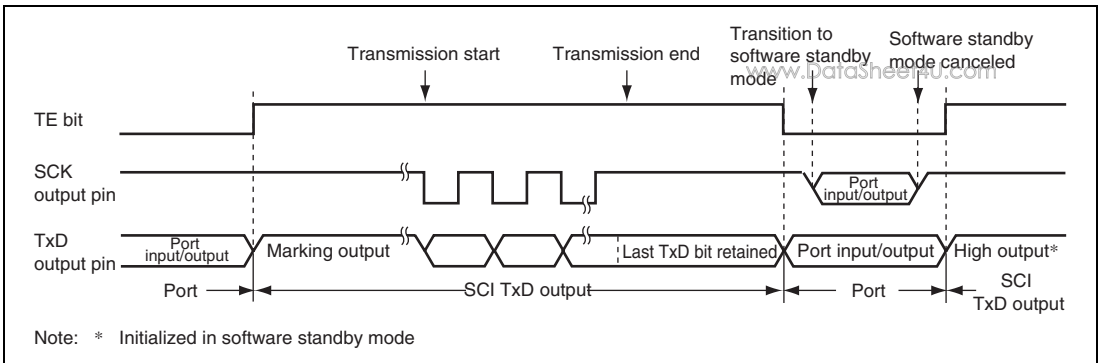 Transmission start
Transmission end
Transition to
software standby
mode
Software standby
mode canceled
www.DataSheet4U.com
TE bit
SCK
output pin
Port
input/output
TxD
output pin
Port
input/output
Marking output
Last TxD bit retained
Port input/output
High output*
Port
SCI TxD output
Port
SCI
TxD output
Note: * Initialized in software standby mode